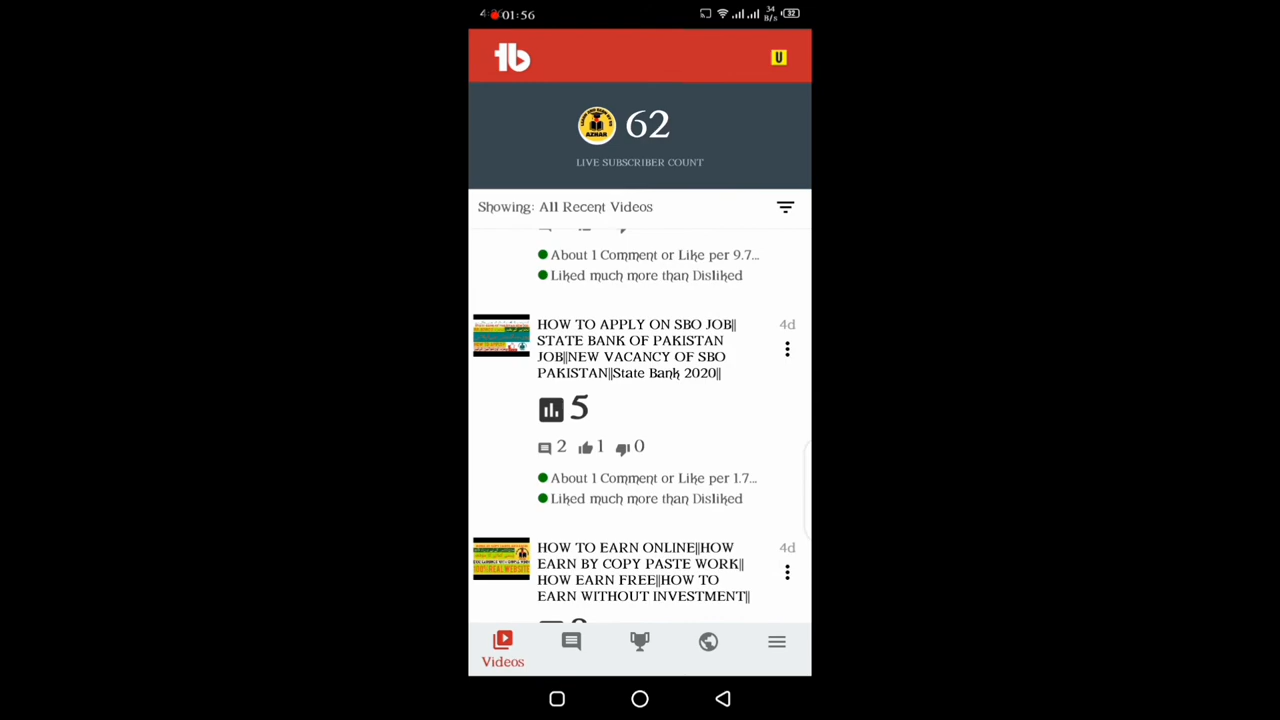 01:56
34
B/s
32
tb
U
AZHAR
62
LIVE SUBSCRIBER COUNT
Showing: All Recent Videos
About 1 Comment or Like per 9.7...
Liked much more than Disliked
HOW TO APPLY ON SBO JOB||
STATE BANK OF PAKISTAN
JOB||NEW VACANCY OF SBO
PAKISTAN||State Bank 2020||
4d
5
2 1 0
About 1 Comment or Like per 1.7...
Liked much more than Disliked
HOW TO EARN ONLINE||HOW
EARN BY COPY PASTE WORK||
HOW EARN FREE||HOW TO
EARN WITHOUT INVESTMENT||
4d
Videos